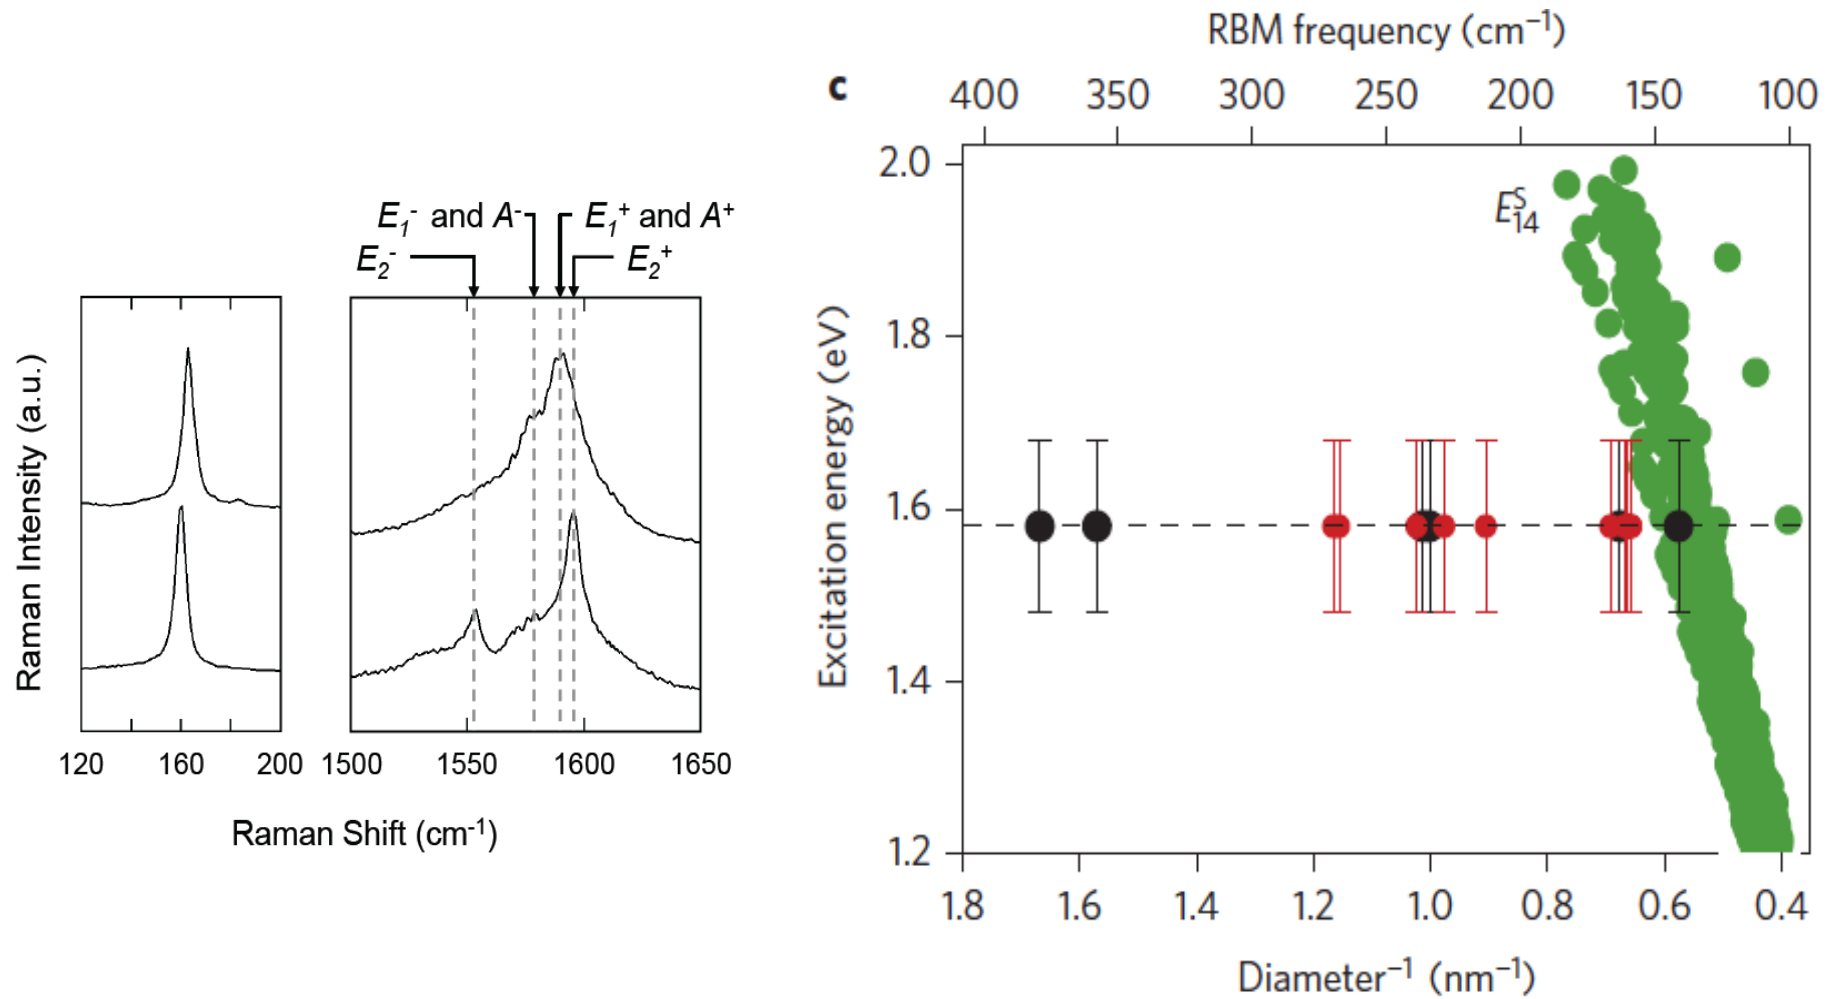 E₁⁻ and A⁻
E₁⁺ and A⁺
E₂⁻
E₂⁺
Raman Intensity (a.u.)
120 160 200
1500 1550 1600 1650
Raman Shift (cm⁻¹)
c
RBM frequency (cm⁻¹)
400 350 300 250 200 150 100
Excitation energy (eV)
2.0
1.8
1.6
1.4
1.2
E^S_14
1.8 1.6 1.4 1.2 1.0 0.8 0.6 0.4
Diameter⁻¹ (nm⁻¹)